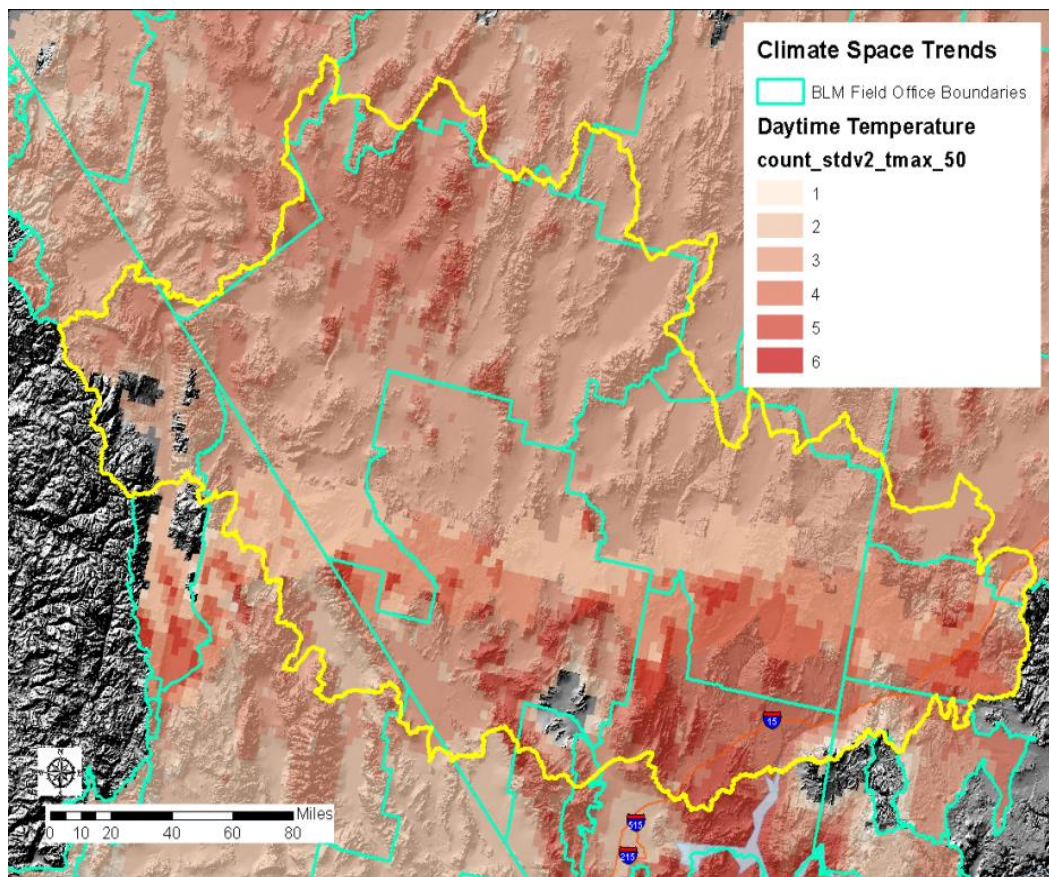 Climate Space Trends
BLM Field Office Boundaries
Daytime Temperature
count_stdv2_tmax_50
1
2
3
4
5
6
15
515
215
N
W E
S
Miles
0 10 20 40 60 80